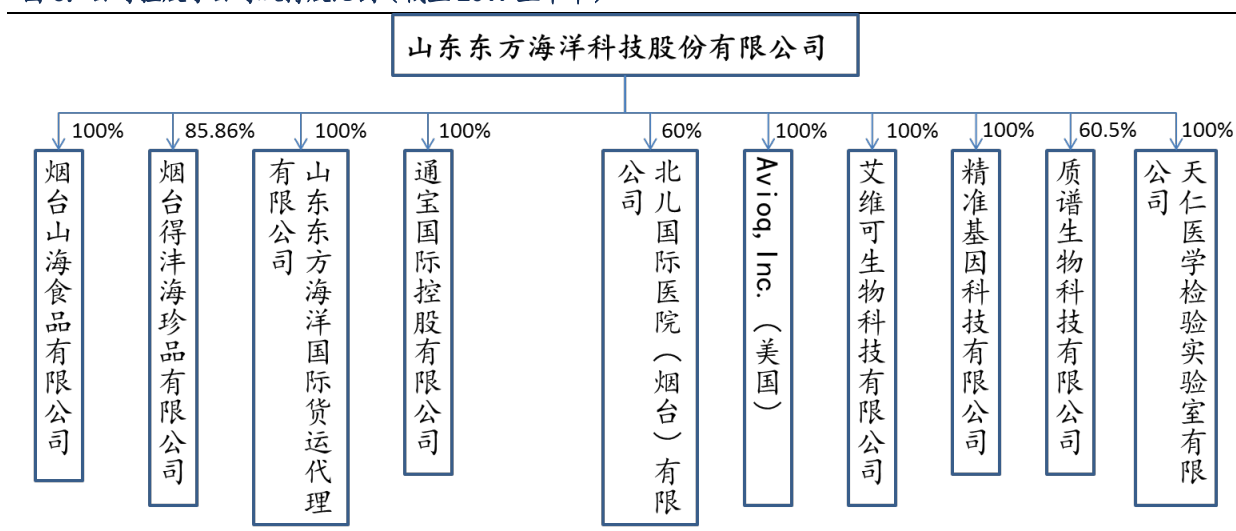 山东东方海洋科技股份有限公司
100%
85.86%
100%
100%
60%
100%
100%
100%
60.5%
100%
烟台山海食品有限公司
烟台得沣海珍品有限公司
山东东方海洋国际货运代理
有限公司
通宝国际控股有限公司
北儿国际医院（烟台）有限
公司
Avioq, Inc.（美国）
艾维可生物科技有限公司
精准基因科技有限公司
质谱生物科技有限公司
天仁医学检验实验室有限
公司